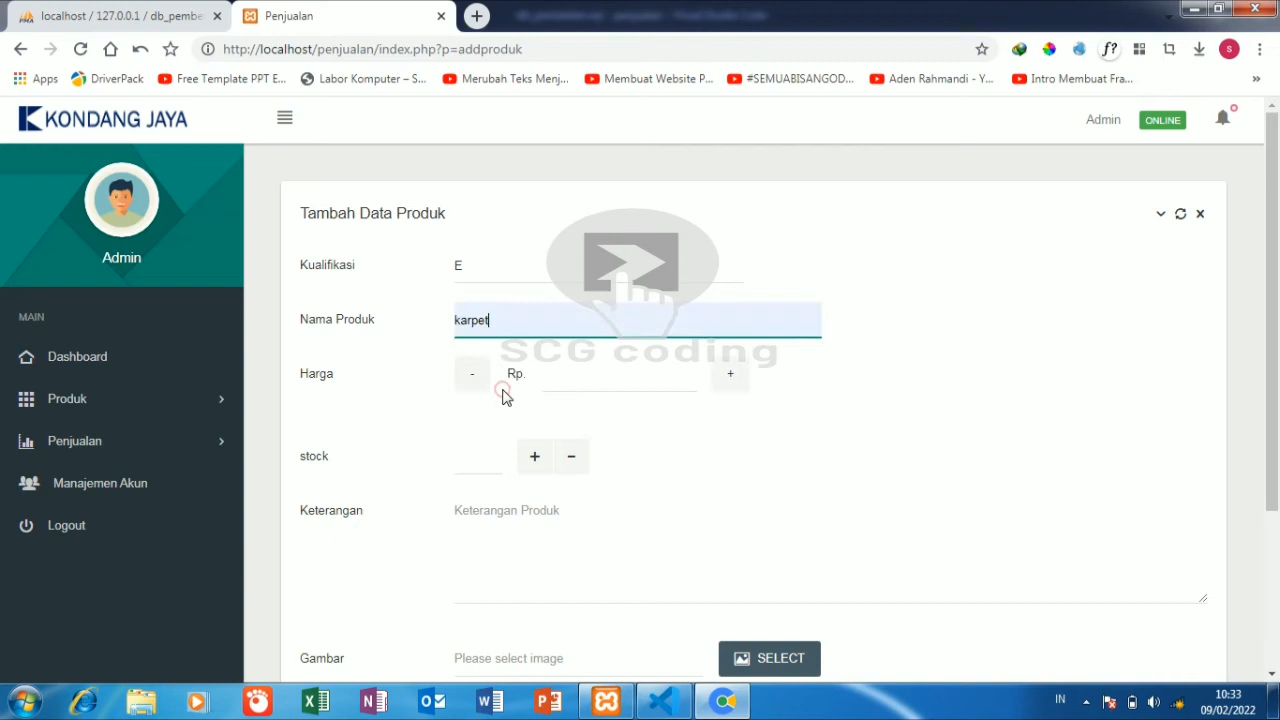 localhost / 127.0.0.1 / db_pembe
Penjualan
http://localhost/penjualan/index.php?p=addproduk
f?
S
Apps
DriverPack
Free Template PPT E...
Labor Komputer – S...
Merubah Teks Menj...
Membuat Website P...
#SEMUABISANGOD...
Aden Rahmandi - Y...
Intro Membuat Fra...
»
KONDANG JAYA
Admin
ONLINE
Admin
MAIN
Dashboard
Produk
Penjualan
Manajemen Akun
Logout
Tambah Data Produk
Kualifikasi
E
Nama Produk
karpet
SCG coding
Harga
-
Rp.
+
stock
+
-
Keterangan
Keterangan Produk
Gambar
Please select image
SELECT
IN
10:33
09/02/2022